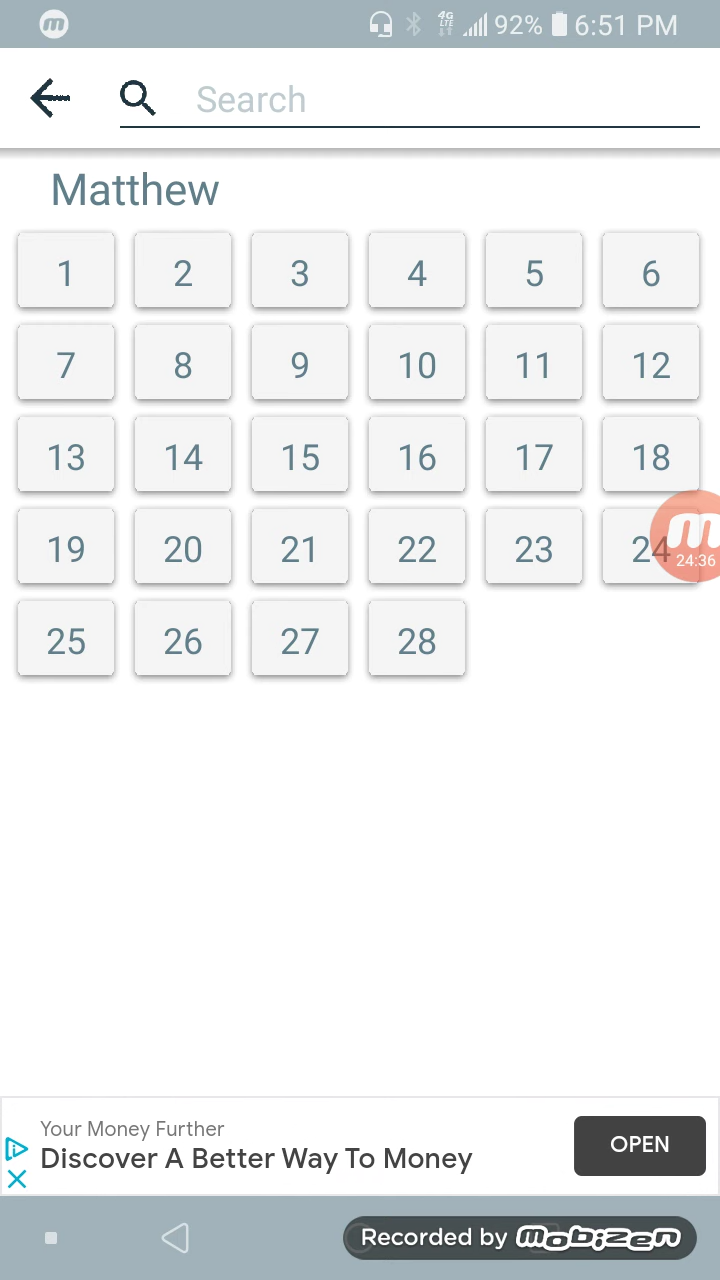 m 4G LTE 92% 6:51 PM
Search
Matthew
1 2 3 4 5 6
7 8 9 10 11 12
13 14 15 16 17 18
19 20 21 22 23 24
m
24:36
25 26 27 28
Your Money Further
Discover A Better Way To Money
OPEN
Recorded by mobizen